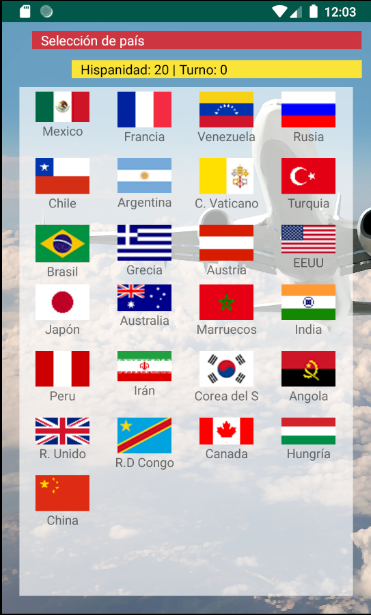 12:03
Selección de país
Hispanidad: 20 | Turno: 0
Mexico Francia Venezuela Rusia
Chile Argentina C. Vaticano Turquia
Brasil Grecia Austria EEUU
Japón Australia Marruecos India
Peru Irán Corea del S Angola
R. Unido R.D Congo Canada Hungría
China